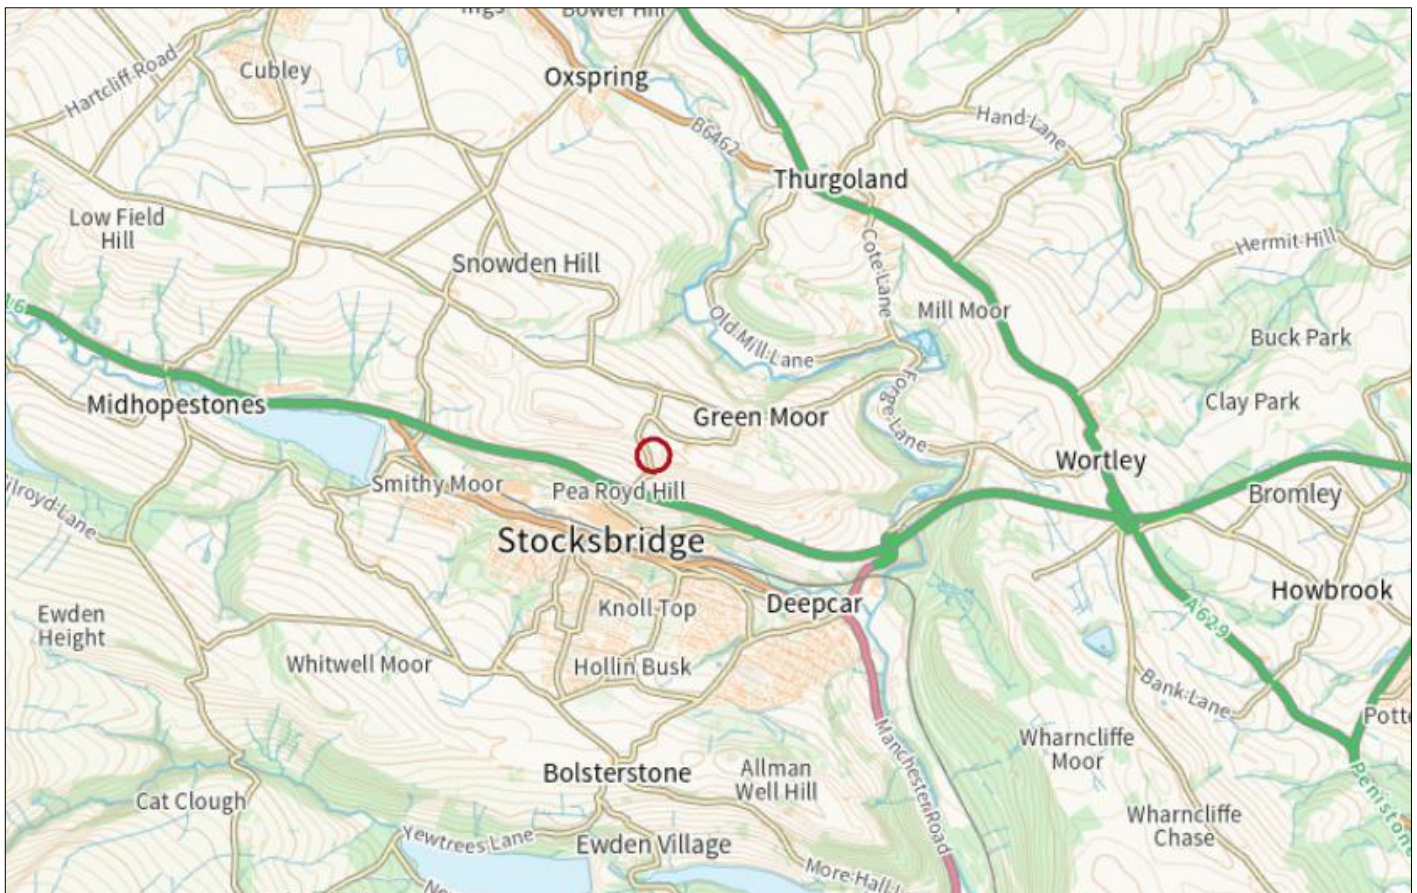 Bower Hill
Cubley
Hartcliff Road
Oxspring
B6462
Hand Lane
Thurgoland
Low Field
Hill
Cote Lane
Hermit Hill
Snowden Hill
Mill Moor
Old Mill Lane
Buck Park
Forge Lane
Clay Park
Midhopestones
Green Moor
Wortley
Smithy Moor
Pea Royd Hill
Bromley
Stocksbridge
Howbrook
Knoll Top
Deepcar
A629
Ewden
Height
Whitwell Moor
Hollin Busk
Bank Lane
Manchester Road
Wharncliffe
Moor
Bolsterstone
Allman
Well Hill
Cat Clough
Wharncliffe
Chase
Yewtrees Lane
Ewden Village